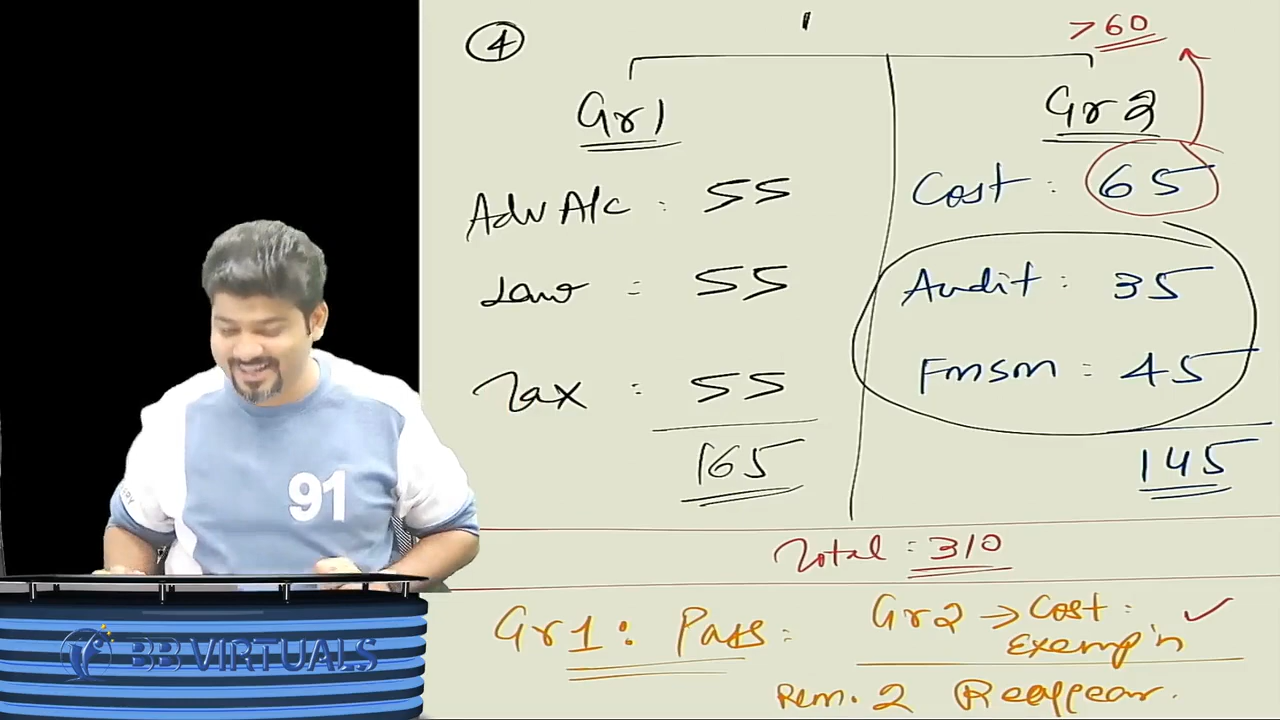 ④
>60
Gr1
Gr2
Adv A/c : 55
Cost : 65
Law = 55
Audit : 35
Tax : 55
Fmsm : 45
165
145
Total : 310
Gr1 : Pass :
Gr2 → Cost : ✓
Exemp'n
Rem. 2 Reappear.
91
ERY
BB VIRTUALS